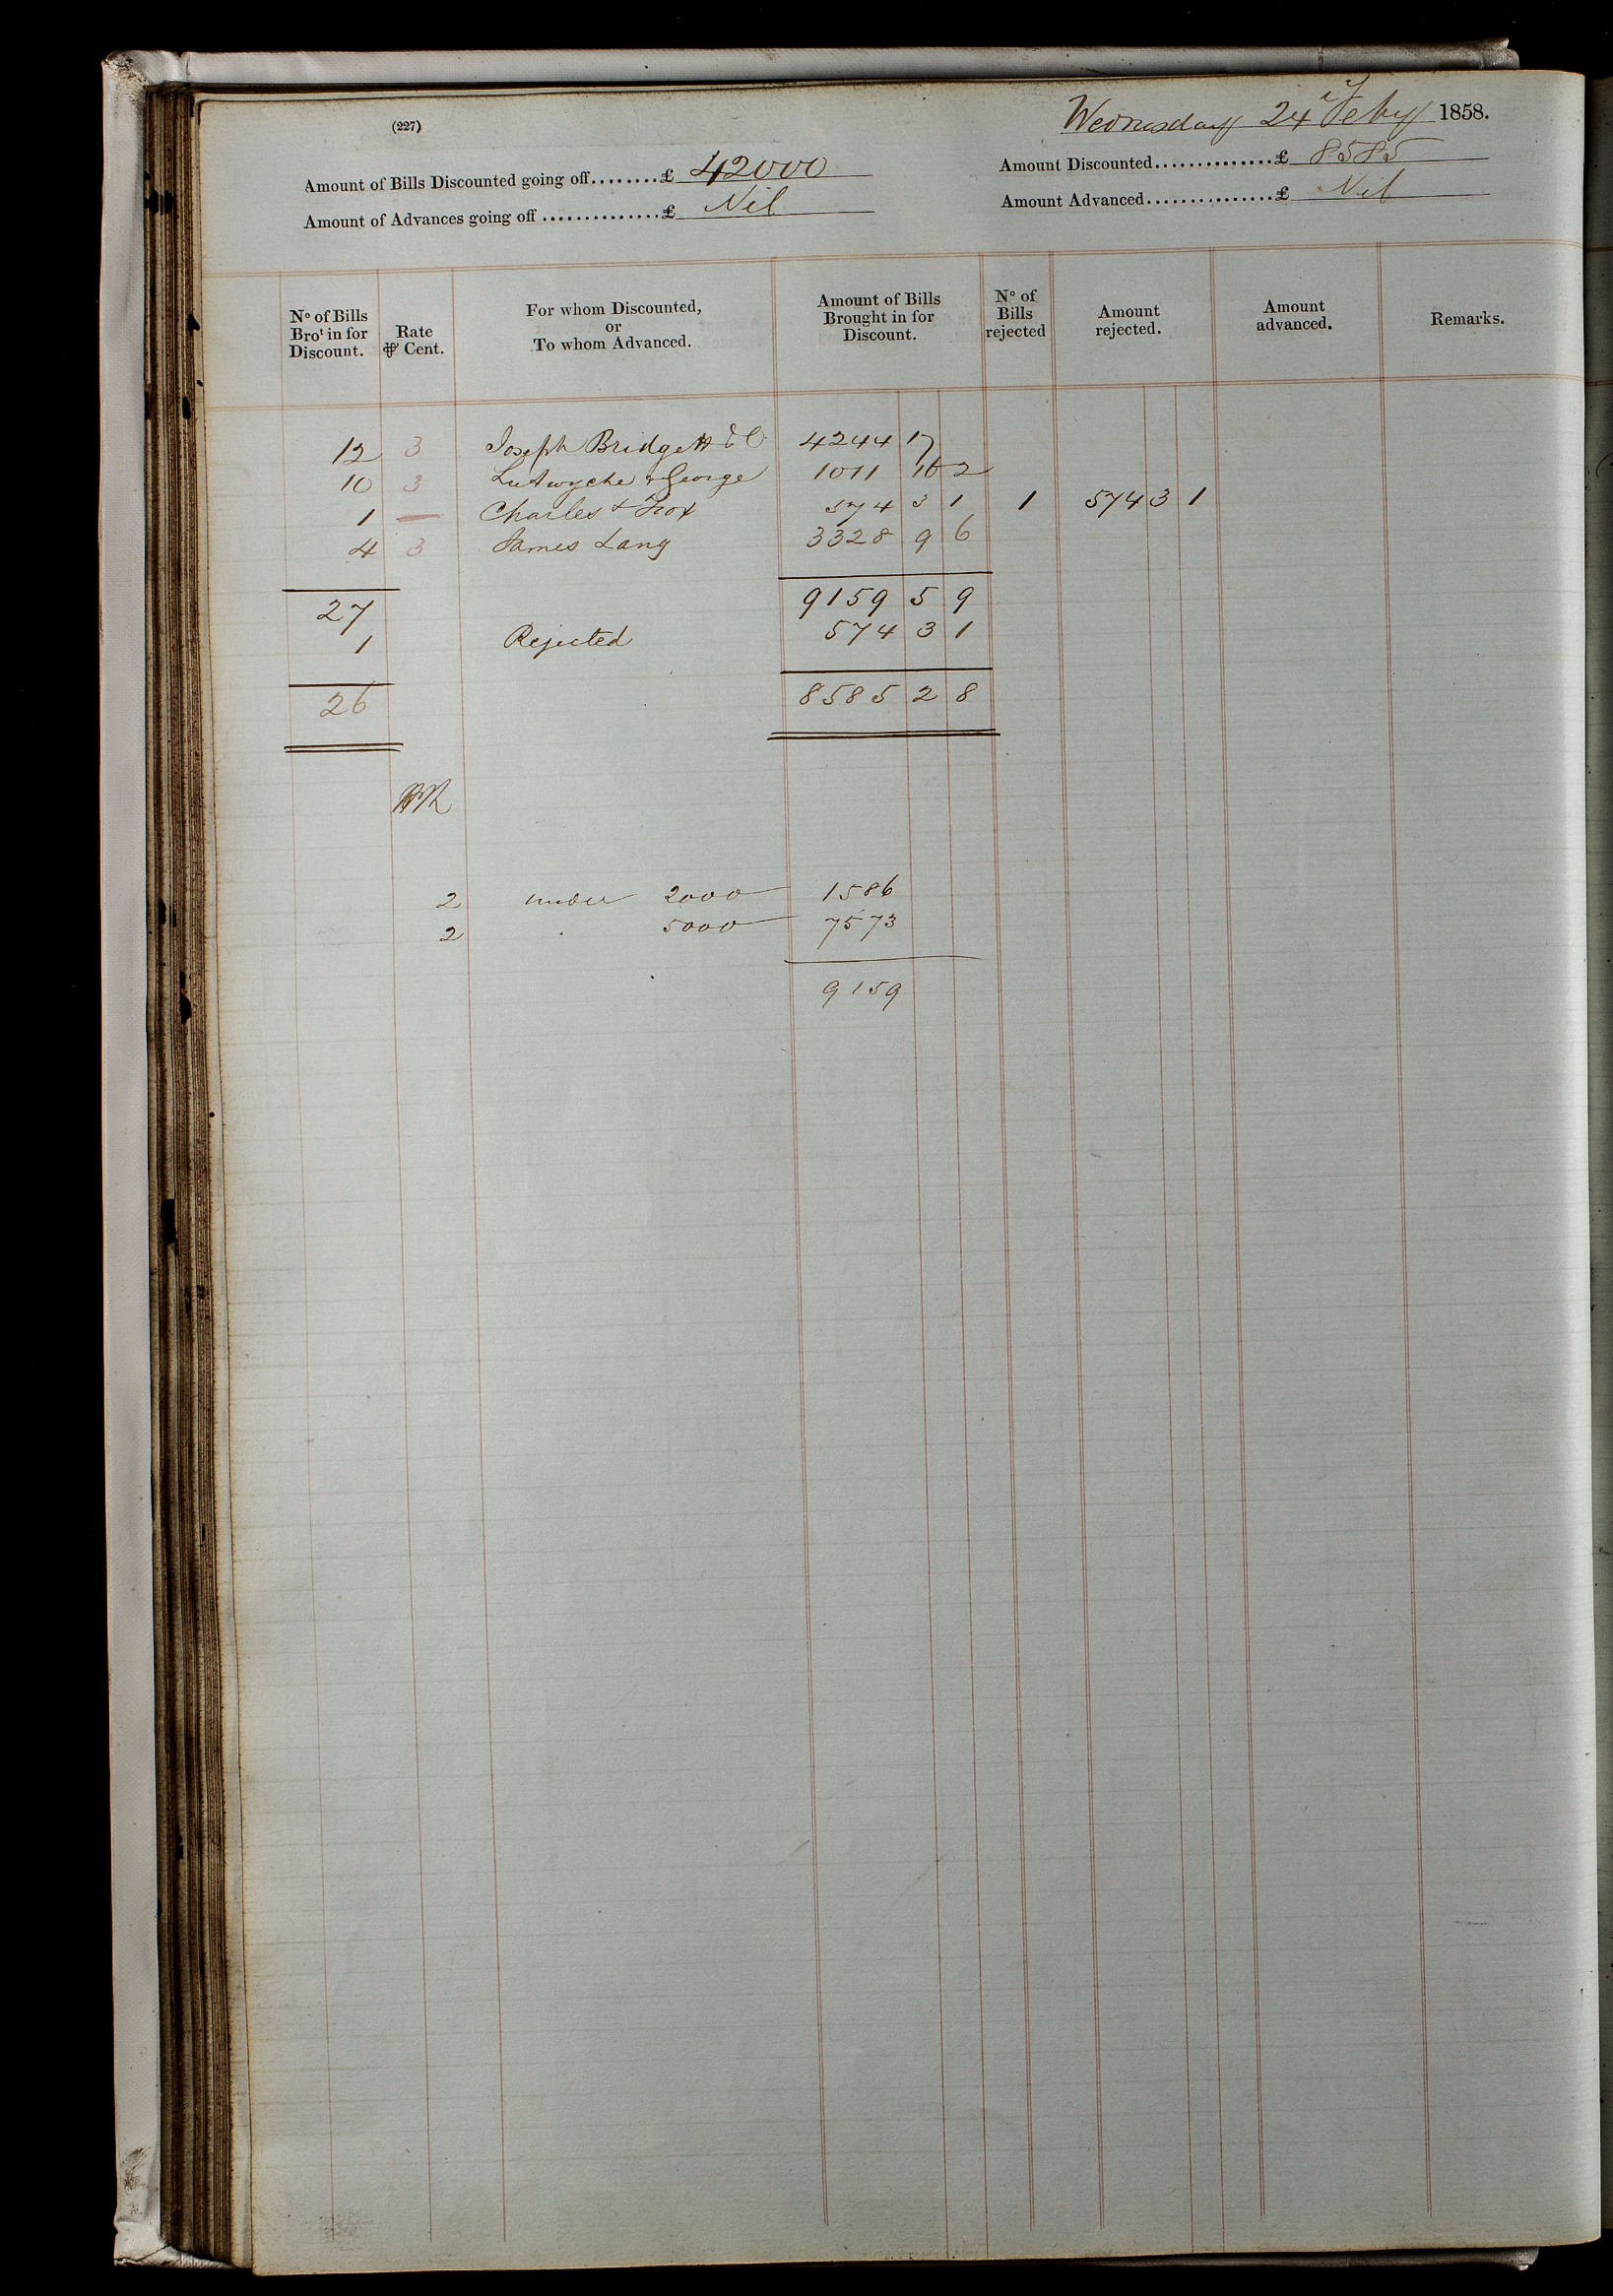 (227)
Wednesday 24 Feby 1858.
Amount of Bills Discounted going off........£ 42000
Amount Discounted..............£ 8585
Amount of Advances going off ..............£ Nil
Amount Advanced..............£ Nil
No of Bills Brot in for Discount.
Rate ⅌ Cent.
For whom Discounted, or To whom Advanced.
Amount of Bills Brought in for Discount.
No of Bills rejected
Amount rejected.
Amount advanced.
Remarks.
12 3 Joseph Bridgett & Co 4244 17
10 3 Lutwyche & George 1011 16 2
1 — Charles & Fox 574 3 1 1 574 3 1
4 3 James Lang 3328 9 6
27 9159 5 9
1 Rejected 574 3 1
26 8585 2 8
2 under 2000 1586
2 5000 7573
9159